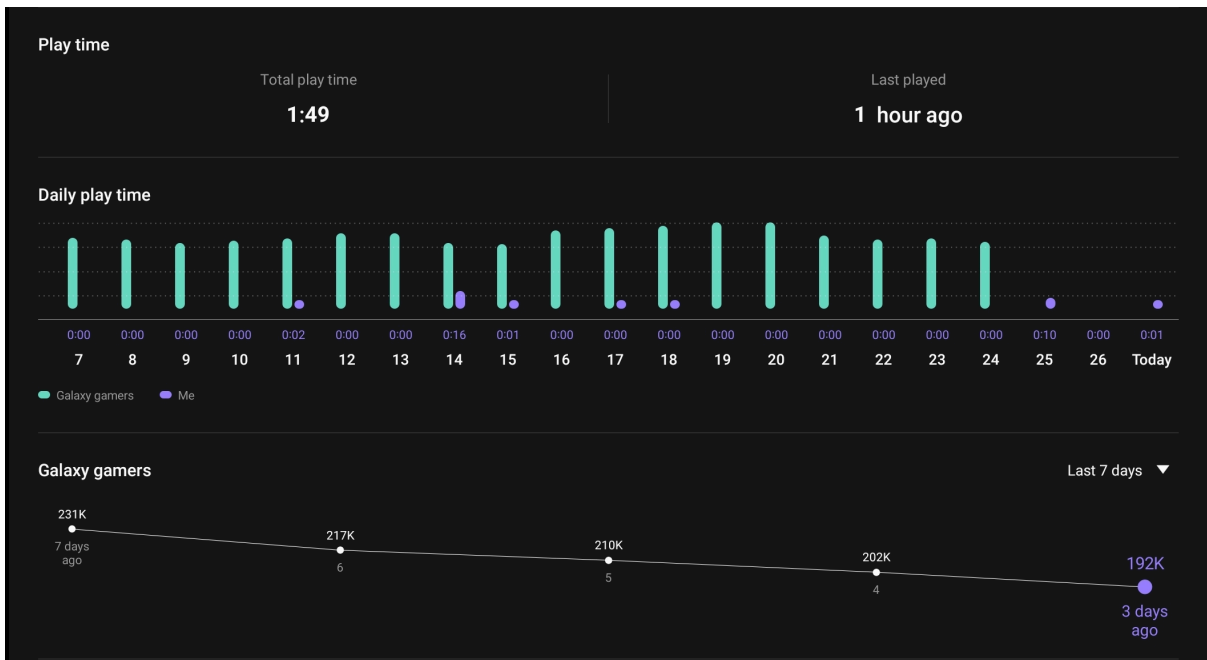 Play time
Total play time
Last played
1:49
1 hour ago
Daily play time
0:00 0:00 0:00 0:00 0:02 0:00 0:00 0:16 0:01 0:00 0:00 0:00 0:00 0:00 0:00 0:00 0:00 0:00 0:10 0:00 0:01
7 8 9 10 11 12 13 14 15 16 17 18 19 20 21 22 23 24 25 26 Today
Galaxy gamers Me
Galaxy gamers
Last 7 days
231K
7 days
ago
217K
6
210K
5
202K
4
192K
3 days
ago